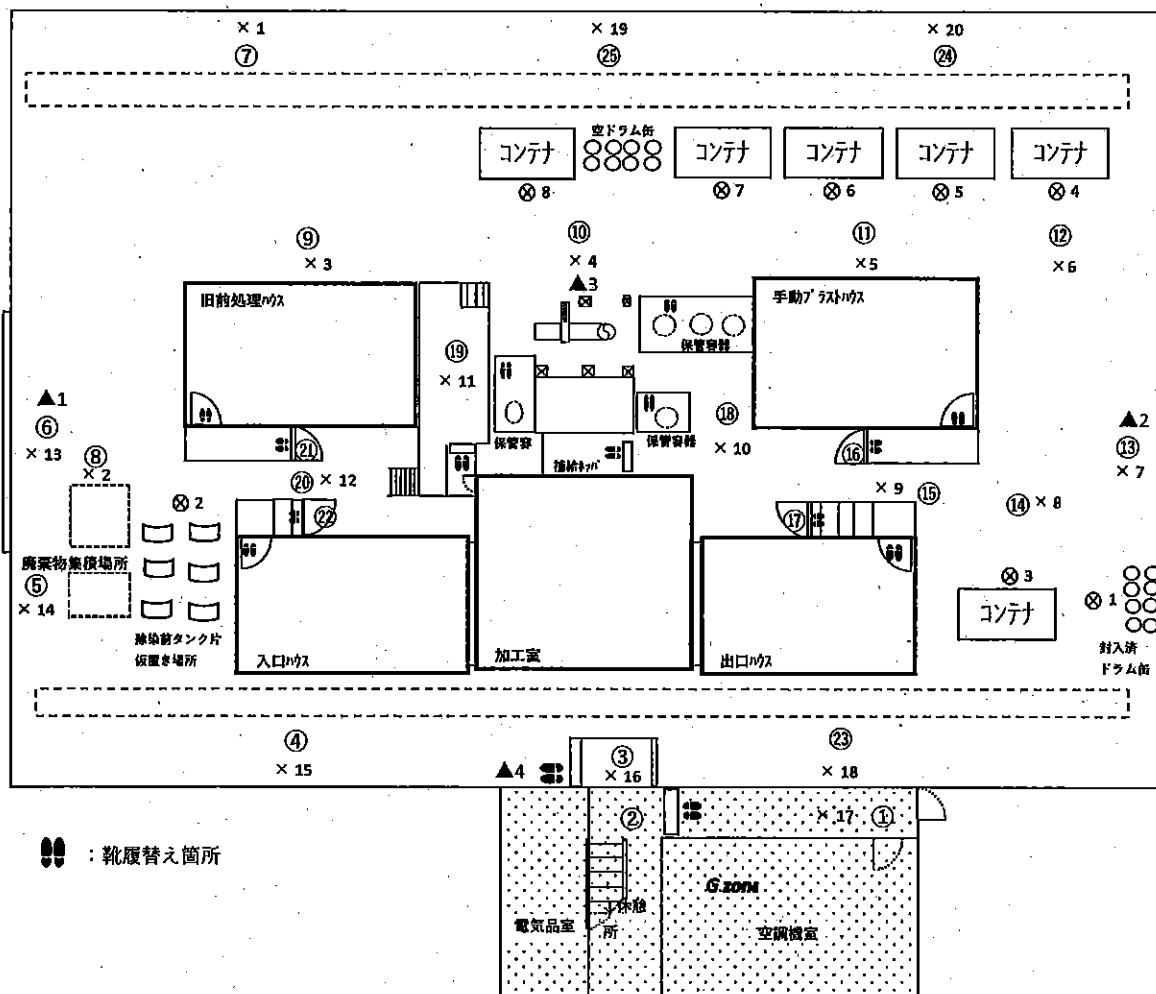 × 1
× 19
× 20
⑦
㉕
㉔
空ドラム缶
コンテナ
コンテナ
コンテナ
コンテナ
コンテナ
⊗ 8
⊗ 7
⊗ 6
⊗ 5
⊗ 4
⑨
⑩
⑪
⑫
× 3
× 4
× 5
× 6
▲3
旧前処理ハウス
手動ブラストハウス
保管容器
⑲
× 11
▲1
⑥
× 13
⑱
× 10
▲2
⑬
× 7
保管容
保管容器
補給ホッパ
㉑
⑯
⑧
× 2
⑳
× 12
× 9
⑮
⑭
× 8
⊗ 2
㉒
⑰
廃棄物集積場所
⑤
× 14
⊗ 3
⊗ 1
コンテナ
除染前タンク片
仮置き場所
入口ハウス
加工室
出口ハウス
封入済
ドラム缶
④
× 15
▲4
③
× 16
㉓
× 18
②
× 17
①
：靴履替え箇所
G.zone
電気品室
休憩
所
空調機室